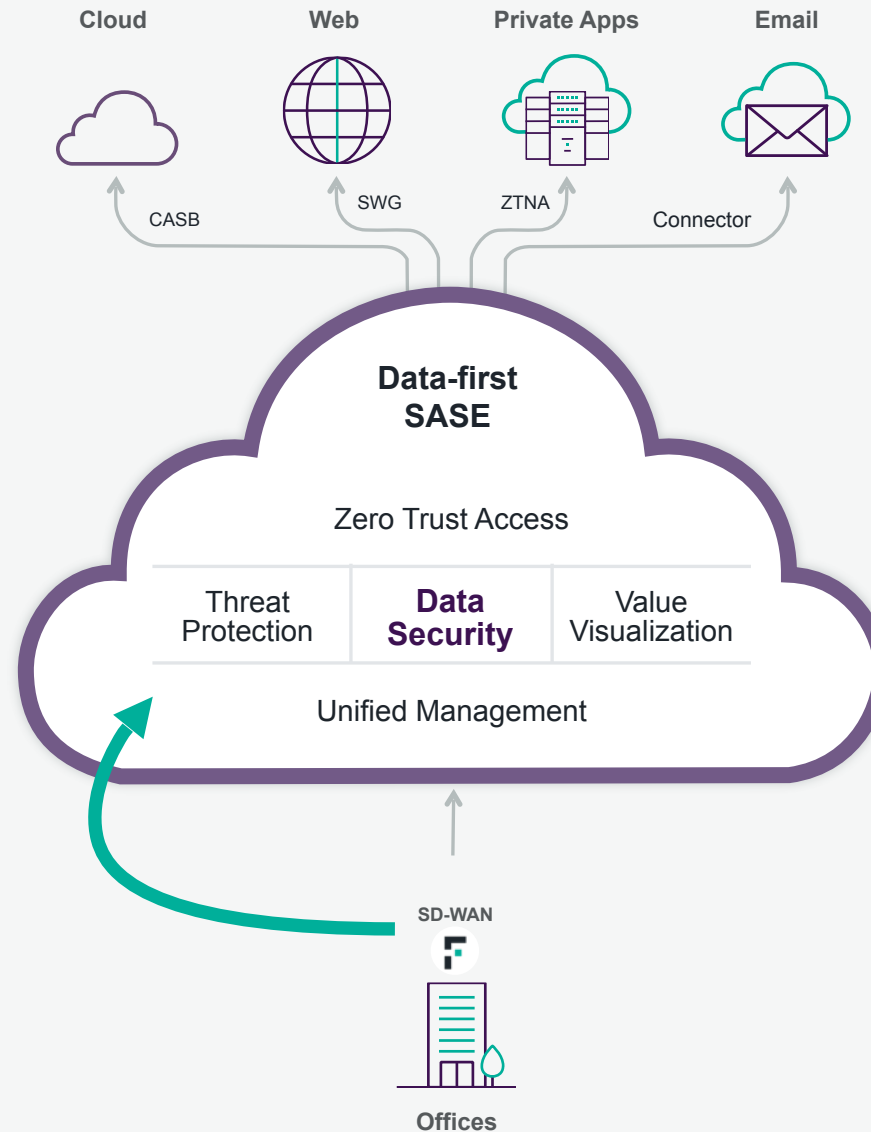 Cloud
Web
Private Apps
Email
CASB
SWG
ZTNA
Connector
Data-first
SASE
Zero Trust Access
Threat
Protection
Data
Security
Value
Visualization
Unified Management
SD-WAN
Offices